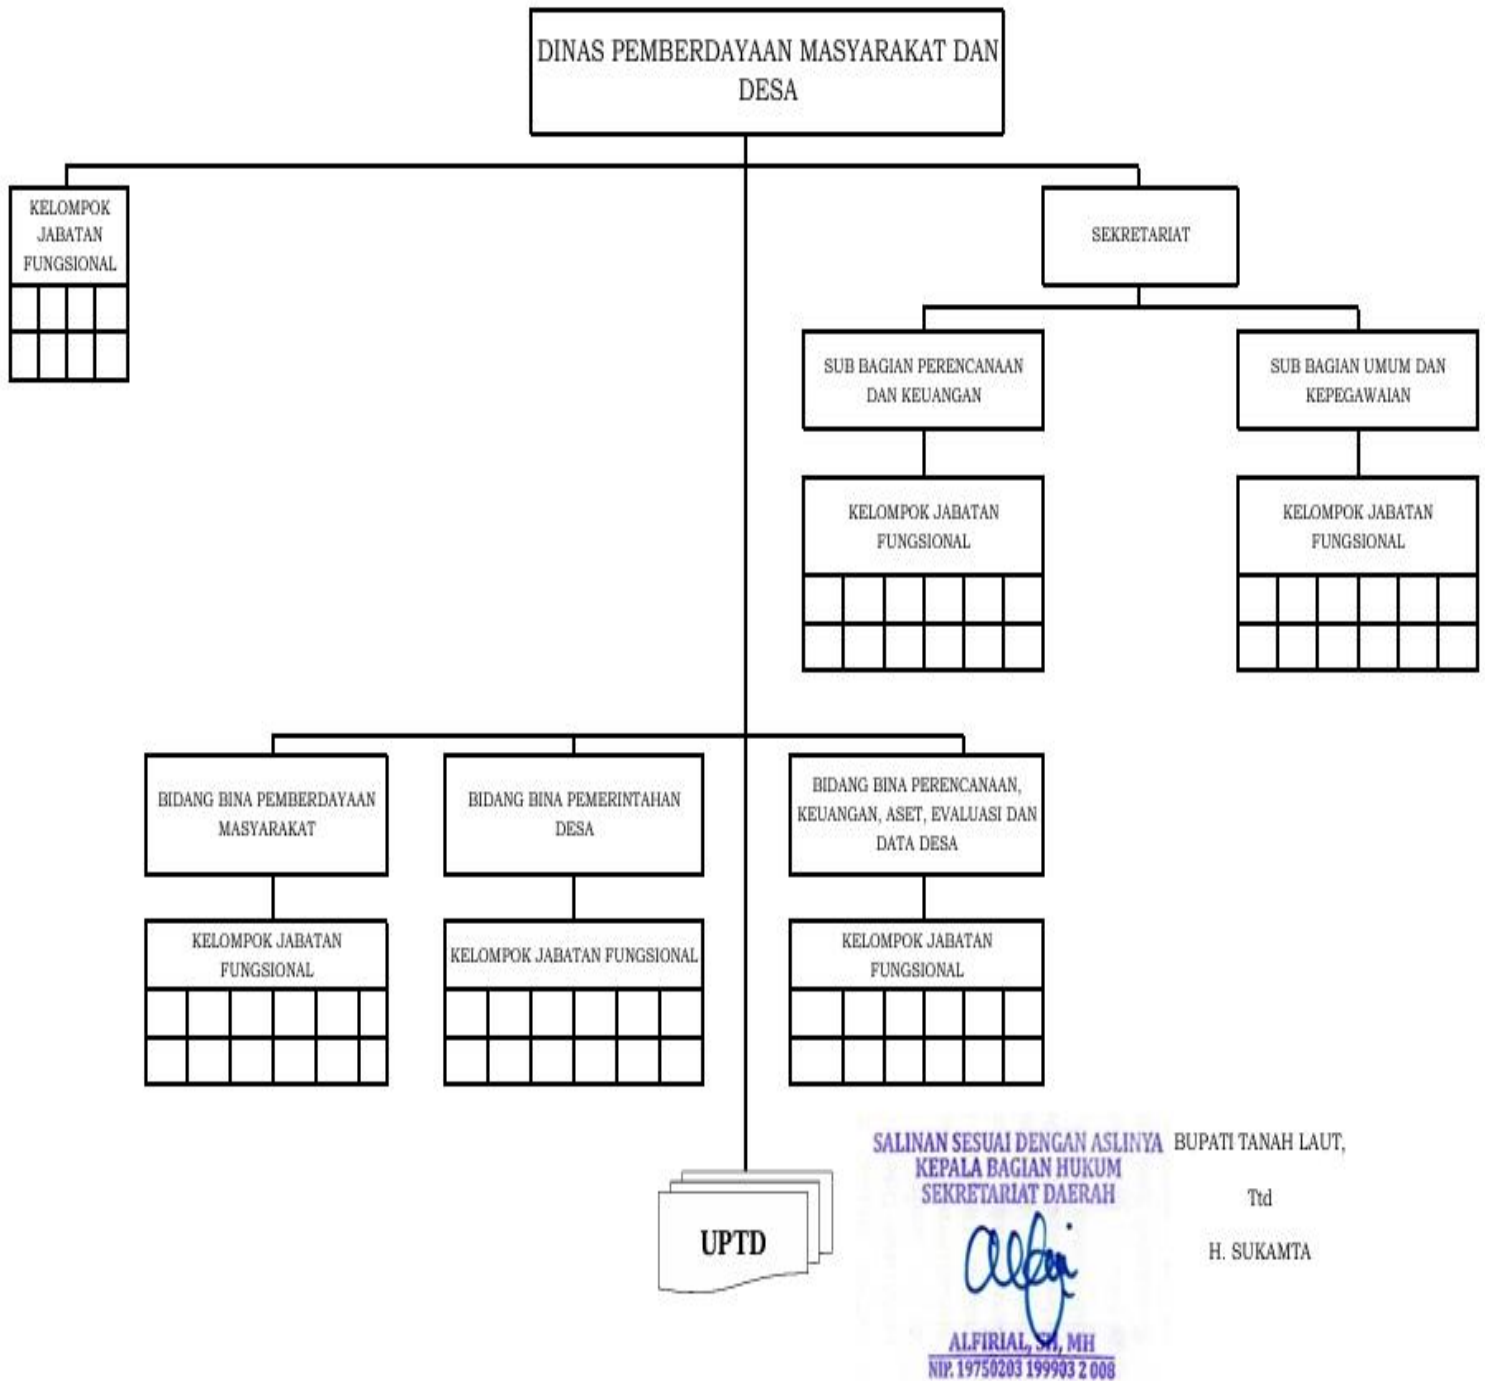 DINAS PEMBERDAYAAN MASYARAKAT DAN
DESA
KELOMPOK
JABATAN
FUNGSIONAL
SEKRETARIAT
SUB BAGIAN PERENCANAAN
DAN KEUANGAN
SUB BAGIAN UMUM DAN
KEPEGAWAIAN
KELOMPOK JABATAN
FUNGSIONAL
KELOMPOK JABATAN
FUNGSIONAL
BIDANG BINA PEMBERDAYAAN
MASYARAKAT
BIDANG BINA PEMERINTAHAN
DESA
BIDANG BINA PERENCANAAN,
KEUANGAN, ASET, EVALUASI DAN
DATA DESA
KELOMPOK JABATAN
FUNGSIONAL
KELOMPOK JABATAN FUNGSIONAL
KELOMPOK JABATAN
FUNGSIONAL
UPTD
SALINAN SESUAI DENGAN ASLINYA
KEPALA BAGIAN HUKUM
SEKRETARIAT DAERAH
ALFIRIAL, SH, MH
NIP. 19750203 199903 2 008
BUPATI TANAH LAUT,
Ttd
H. SUKAMTA